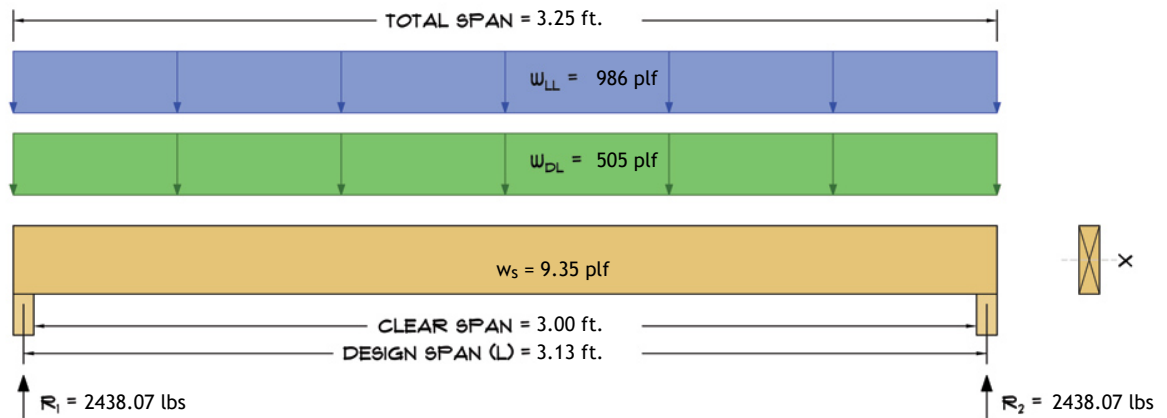 TOTAL SPAN = 3.25 ft.
WLL = 986 plf
WDL = 505 plf
ws = 9.35 plf
X
CLEAR SPAN = 3.00 ft.
DESIGN SPAN (L) = 3.13 ft.
R1 = 2438.07 lbs
R2 = 2438.07 lbs